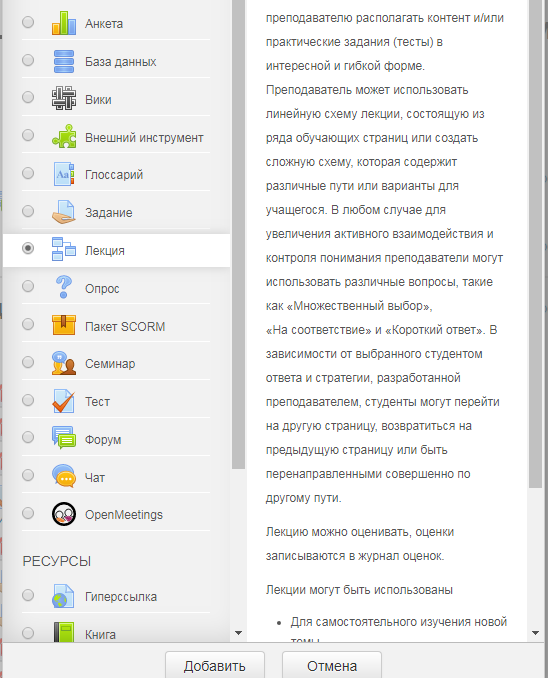 Анкета
База данных
Вики
Внешний инструмент
Глоссарий
Задание
Лекция
Опрос
Пакет SCORM
Семинар
Тест
Форум
Чат
OpenMeetings
РЕСУРСЫ
Гиперссылка
Книга
преподавателю располагать контент и/или
практические задания (тесты) в
интересной и гибкой форме.
Преподаватель может использовать
линейную схему лекции, состоящую из
ряда обучающих страниц или создать
сложную схему, которая содержит
различные пути или варианты для
учащегося. В любом случае для
увеличения активного взаимодействия и
контроля понимания преподаватели могут
использовать различные вопросы, такие
как «Множественный выбор»,
«На соответствие» и «Короткий ответ». В
зависимости от выбранного студентом
ответа и стратегии, разработанной
преподавателем, студенты могут перейти
на другую страницу, возвратиться на
предыдущую страницу или быть
перенаправленными совершенно по
другому пути.
Лекцию можно оценивать, оценки
записываются в журнал оценок.
Лекции могут быть использованы
• Для самостоятельного изучения новой
темы
Добавить
Отмена